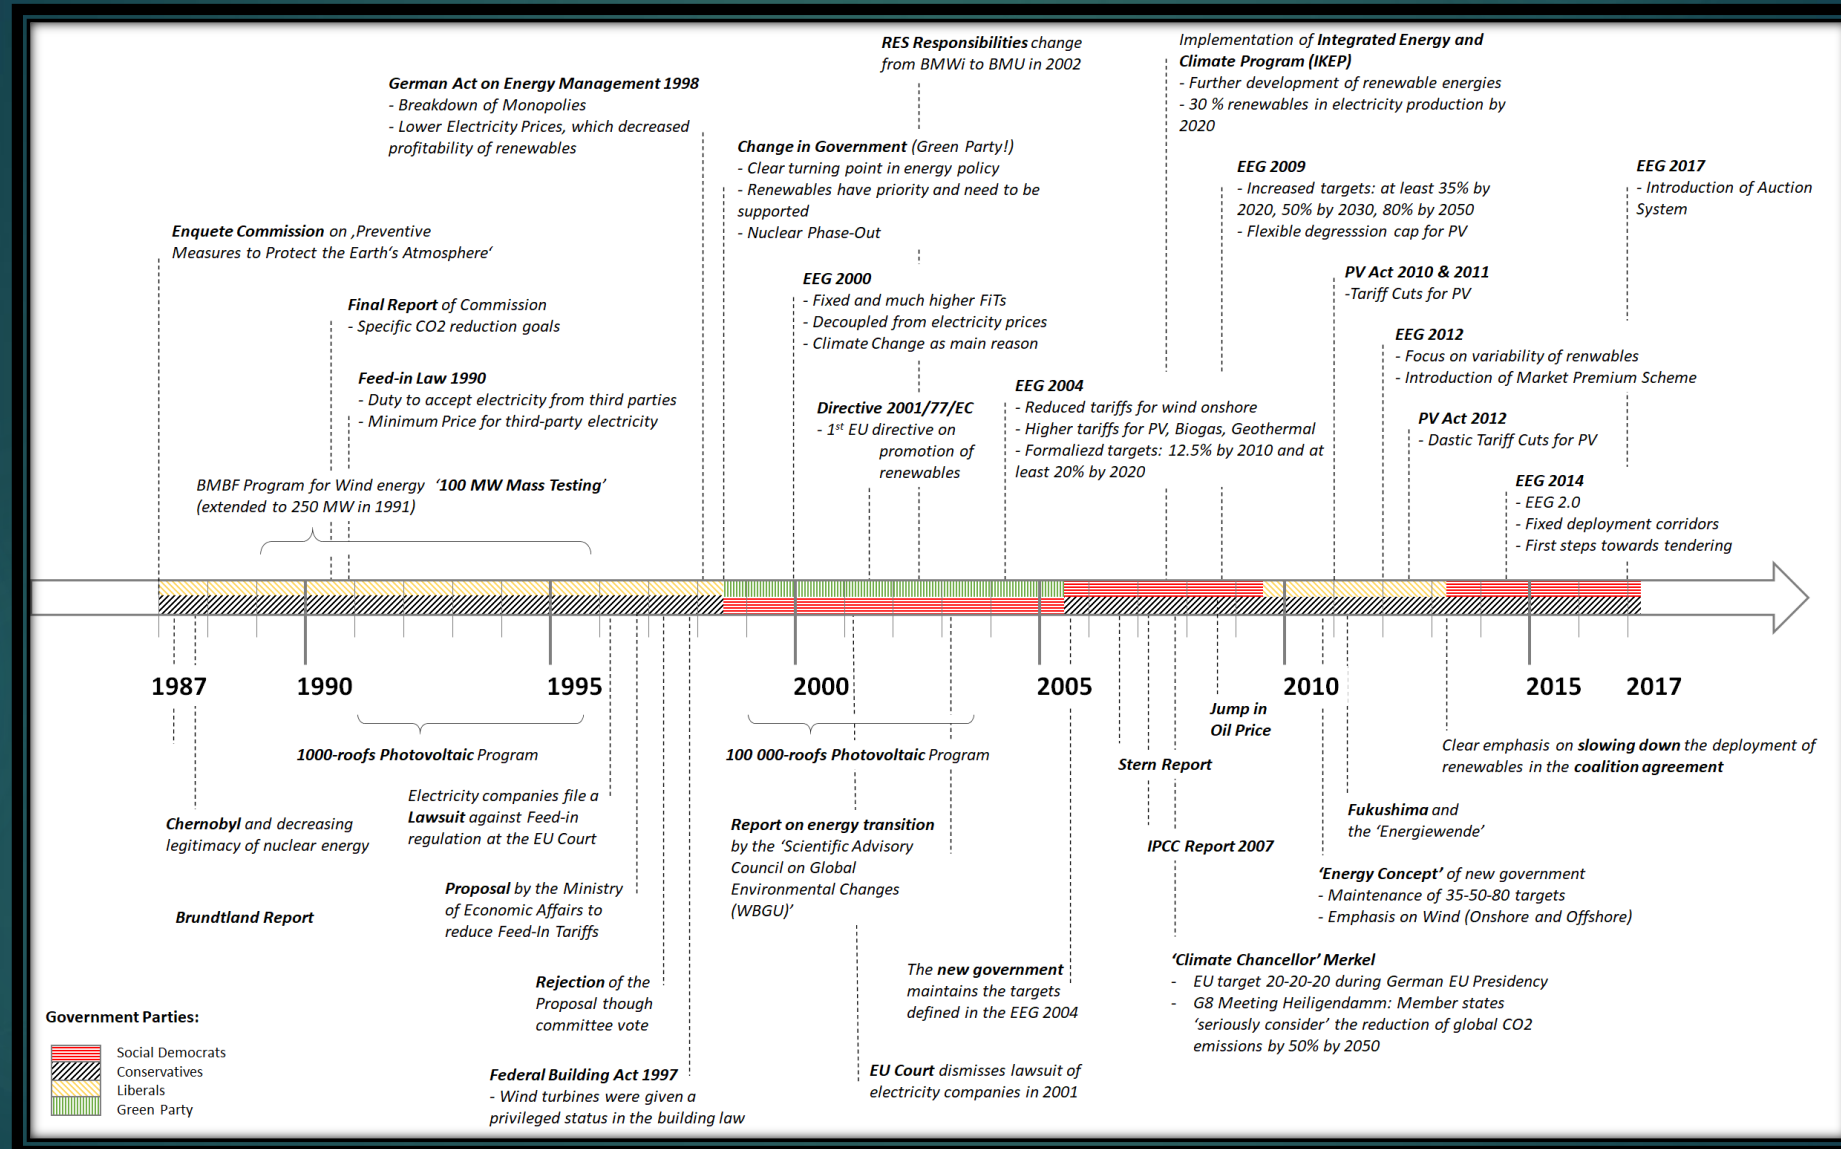 RES Responsibilities change
from BMWi to BMU in 2002
Implementation of Integrated Energy and
Climate Program (IKEP)
- Further development of renewable energies
- 30 % renewables in electricity production by
2020
German Act on Energy Management 1998
- Breakdown of Monopolies
- Lower Electricity Prices, which decreased
profitability of renewables
Change in Government (Green Party!)
- Clear turning point in energy policy
- Renewables have priority and need to be
supported
- Nuclear Phase-Out
EEG 2009
- Increased targets: at least 35% by
2020, 50% by 2030, 80% by 2050
- Flexible degresssion cap for PV
EEG 2017
- Introduction of Auction
System
Enquete Commission on ‚Preventive
Measures to Protect the Earth‘s Atmosphere‘
EEG 2000
- Fixed and much higher FiTs
- Decoupled from electricity prices
- Climate Change as main reason
PV Act 2010 & 2011
-Tariff Cuts for PV
Final Report of Commission
- Specific CO2 reduction goals
EEG 2012
- Focus on variability of renwables
- Introduction of Market Premium Scheme
Feed-in Law 1990
- Duty to accept electricity from third parties
- Minimum Price for third-party electricity
Directive 2001/77/EC
- 1st EU directive on
promotion of
renewables
EEG 2004
- Reduced tariffs for wind onshore
- Higher tariffs for PV, Biogas, Geothermal
- Formaliezd targets: 12.5% by 2010 and at
least 20% by 2020
PV Act 2012
- Dastic Tariff Cuts for PV
BMBF Program for Wind energy ‘100 MW Mass Testing’
(extended to 250 MW in 1991)
EEG 2014
- EEG 2.0
- Fixed deployment corridors
- First steps towards tendering
1987
1990
1995
2000
2005
2010
2015
2017
Jump in
Oil Price
1000-roofs Photovoltaic Program
100 000-roofs Photovoltaic Program
Stern Report
Clear emphasis on slowing down the deployment of
renewables in the coalition agreement
Chernobyl and decreasing
legitimacy of nuclear energy
Electricity companies file a
Lawsuit against Feed-in
regulation at the EU Court
Report on energy transition
by the ‘Scientific Advisory
Council on Global
Environmental Changes
(WBGU)’
IPCC Report 2007
Fukushima and
the ‘Energiewende’
Brundtland Report
Proposal by the Ministry
of Economic Affairs to
reduce Feed-In Tariffs
‘Energy Concept’ of new government
- Maintenance of 35-50-80 targets
- Emphasis on Wind (Onshore and Offshore)
Rejection of the
Proposal though
committee vote
The new government
maintains the targets
defined in the EEG 2004
‘Climate Chancellor’ Merkel
- EU target 20-20-20 during German EU Presidency
- G8 Meeting Heiligendamm: Member states
‘seriously consider’ the reduction of global CO2
emissions by 50% by 2050
Federal Building Act 1997
- Wind turbines were given a
privileged status in the building law
EU Court dismisses lawsuit of
electricity companies in 2001
Government Parties:
Social Democrats
Conservatives
Liberals
Green Party